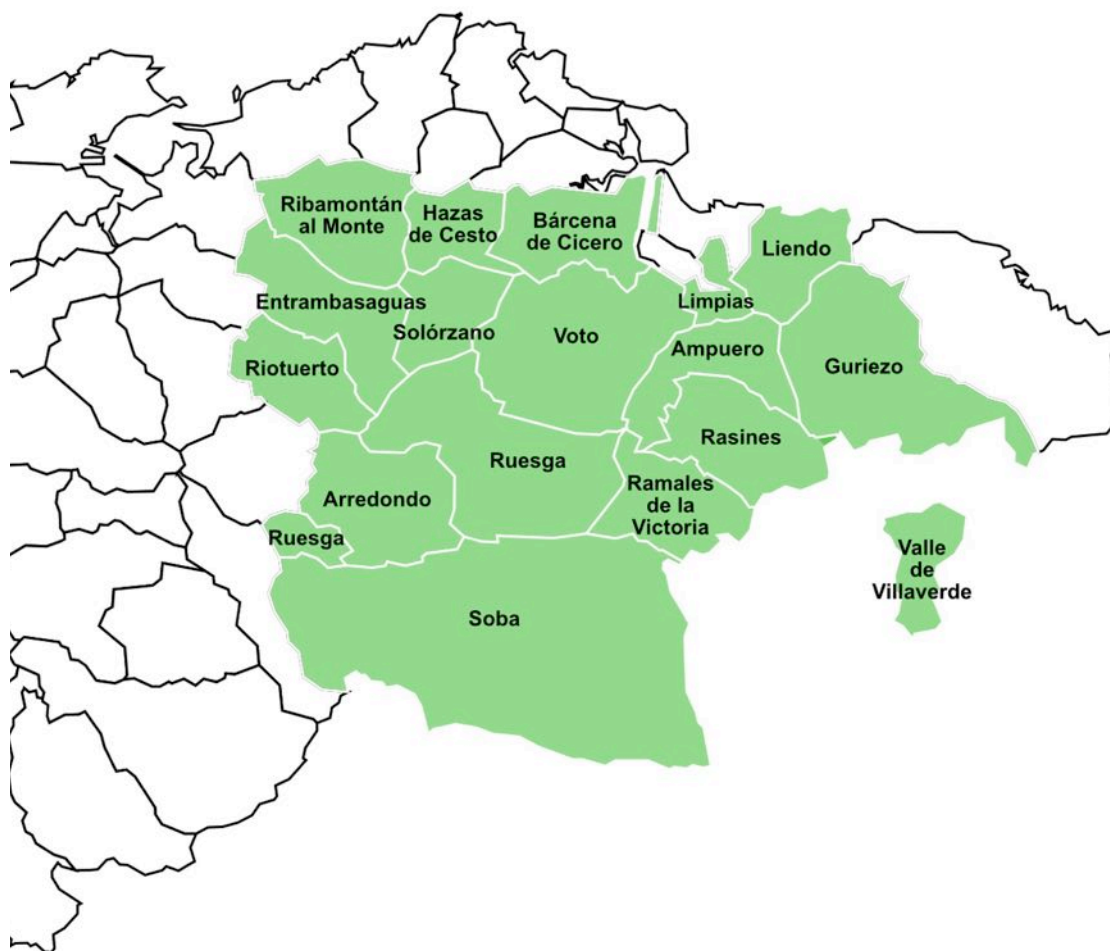 Ribamontán
al Monte
Hazas
de Cesto
Bárcena
de Cicero
Liendo
Entrambasaguas
Solórzano
Voto
Limpias
Ampuero
Riotuerto
Guriezo
Rasines
Ruesga
Arredondo
Ramales
de la
Victoria
Ruesga
Valle
de
Villaverde
Soba